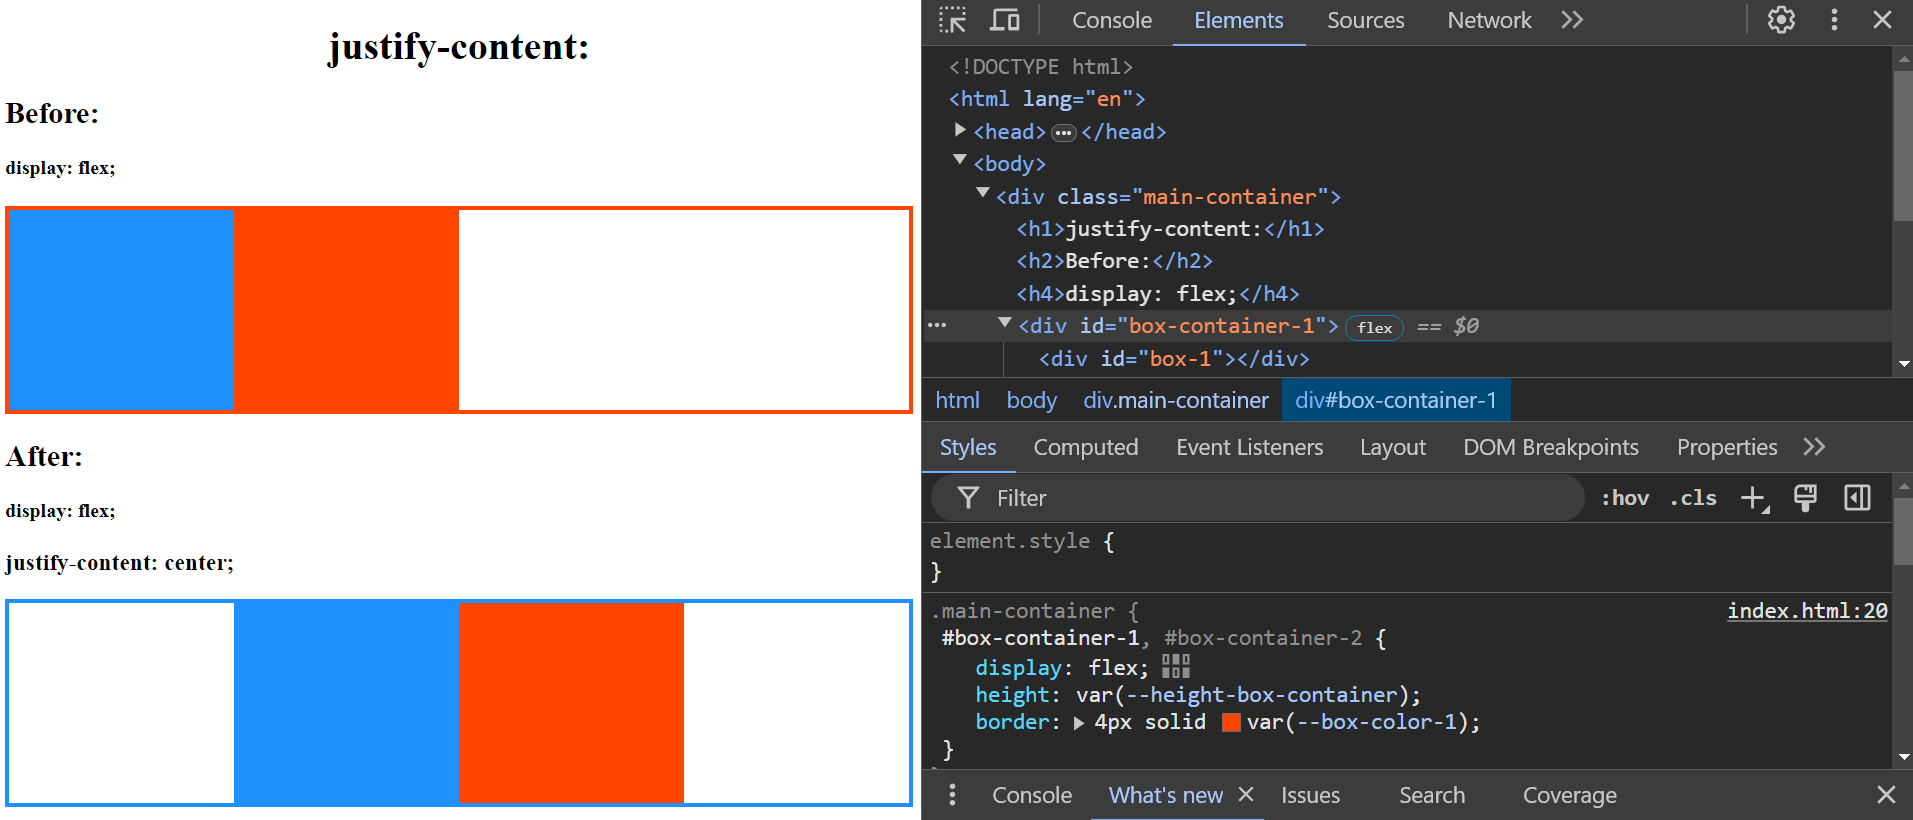 justify-content:
Before:
display: flex;
After:
display: flex;
justify-content: center;
Console Elements Sources Network
<!DOCTYPE html>
<html lang="en">
<head> ••• </head>
<body>
<div class="main-container">
<h1>justify-content:</h1>
<h2>Before:</h2>
<h4>display: flex;</h4>
<div id="box-container-1"> flex == $0
<div id="box-1"></div>
html body div.main-container div#box-container-1
Styles Computed Event Listeners Layout DOM Breakpoints Properties
Filter :hov .cls
element.style {
}
.main-container { index.html:20
#box-container-1, #box-container-2 {
display: flex;
height: var(--height-box-container);
border: 4px solid var(--box-color-1);
}
Console What's new Issues Search Coverage